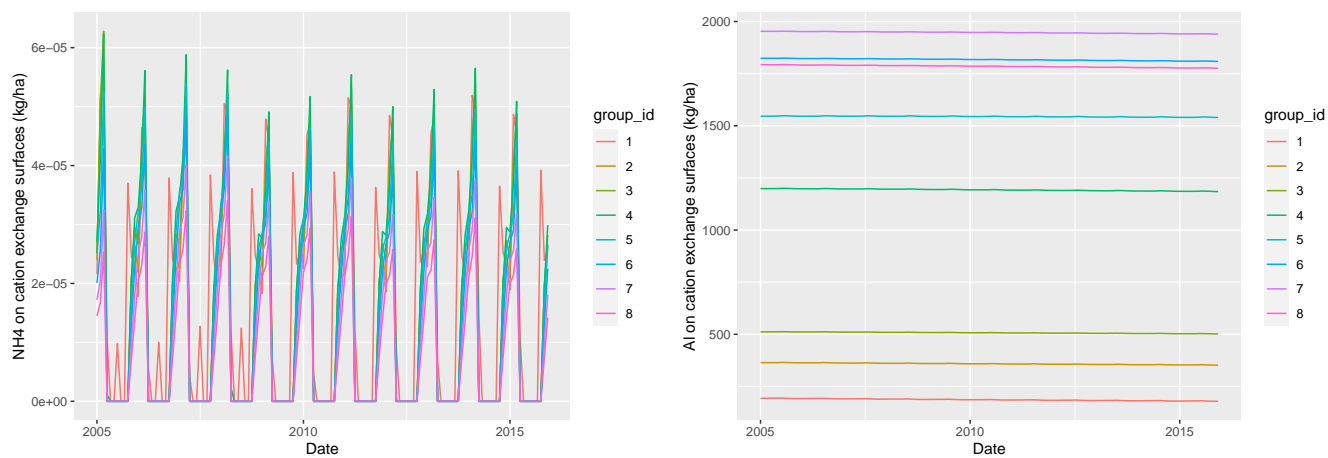 NH4 on cation exchange surfaces (kg/ha)
6e−05
4e−05
2e−05
0e+00
2005
2010
2015
Date
group_id
1
2
3
4
5
6
7
8
Al on cation exchange surfaces (kg/ha)
2000
1500
1000
500
2005
2010
2015
Date
group_id
1
2
3
4
5
6
7
8